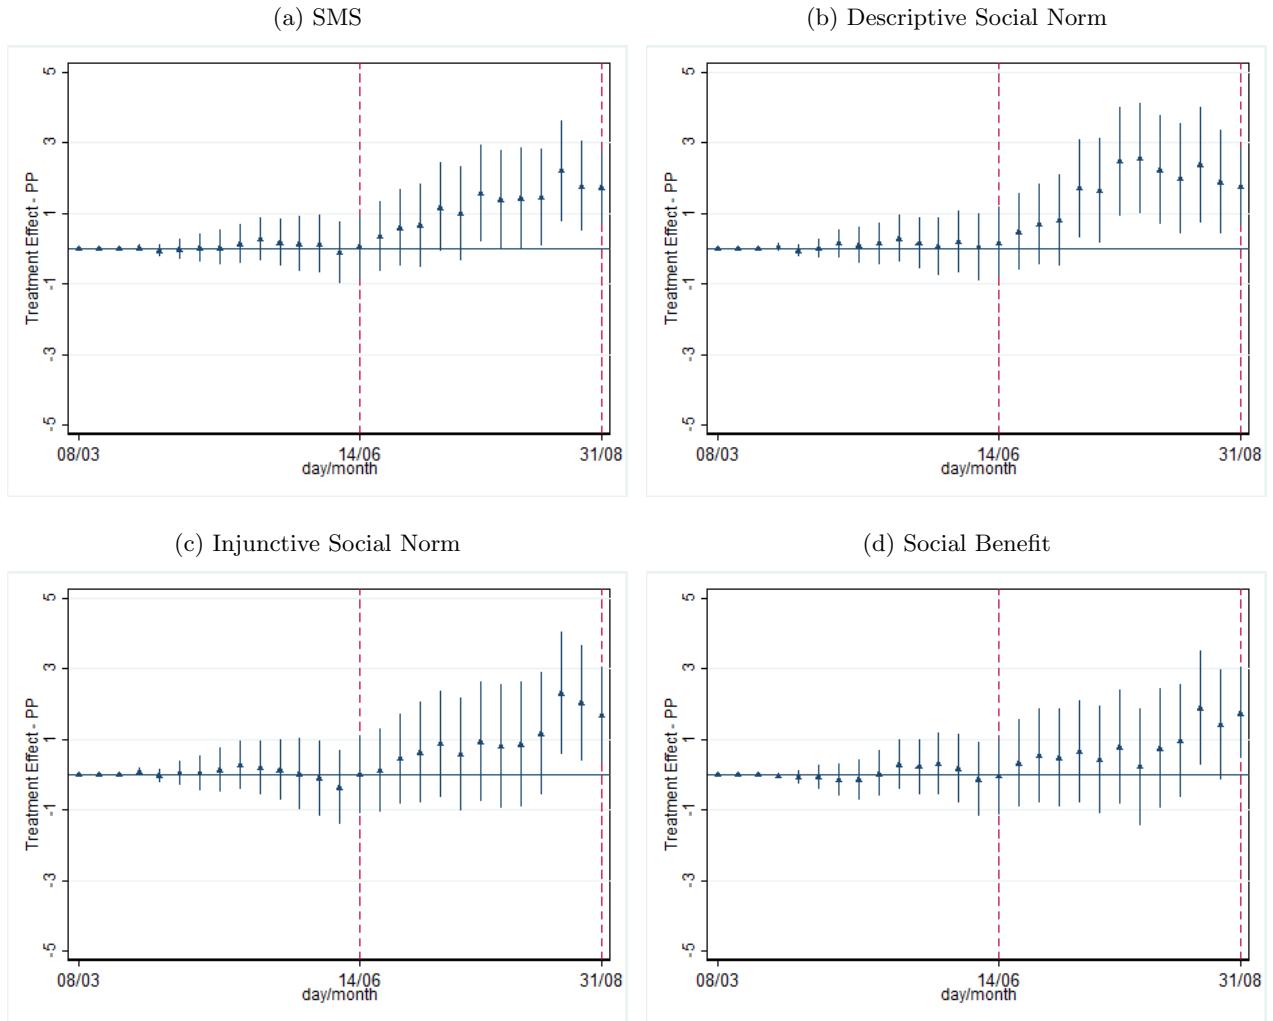 (a) SMS
Treatment Effect - PP
5
3
1
-1
-3
-5
08/03 14/06 31/08
day/month
(b) Descriptive Social Norm
Treatment Effect - PP
5
3
1
-1
-3
-5
08/03 14/06 31/08
day/month
(c) Injunctive Social Norm
Treatment Effect - PP
5
3
1
-1
-3
-5
08/03 14/06 31/08
day/month
(d) Social Benefit
Treatment Effect - PP
5
3
1
-1
-3
-5
08/03 14/06 31/08
day/month